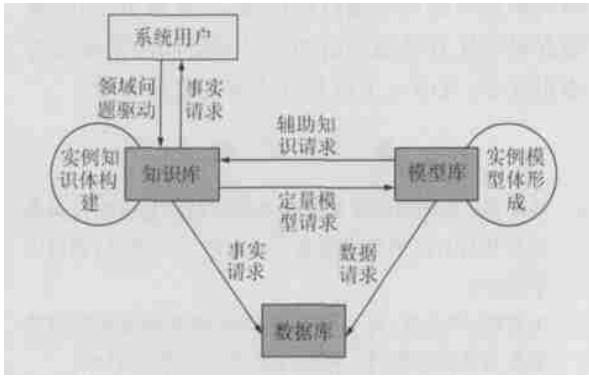 系统用户
领域问
题驱动
事实
请求
辅助知
识请求
实例知
识体构
建
知识库
模型库
实例模
型体形
成
定量模
型请求
事实
请求
数据
请求
数据库